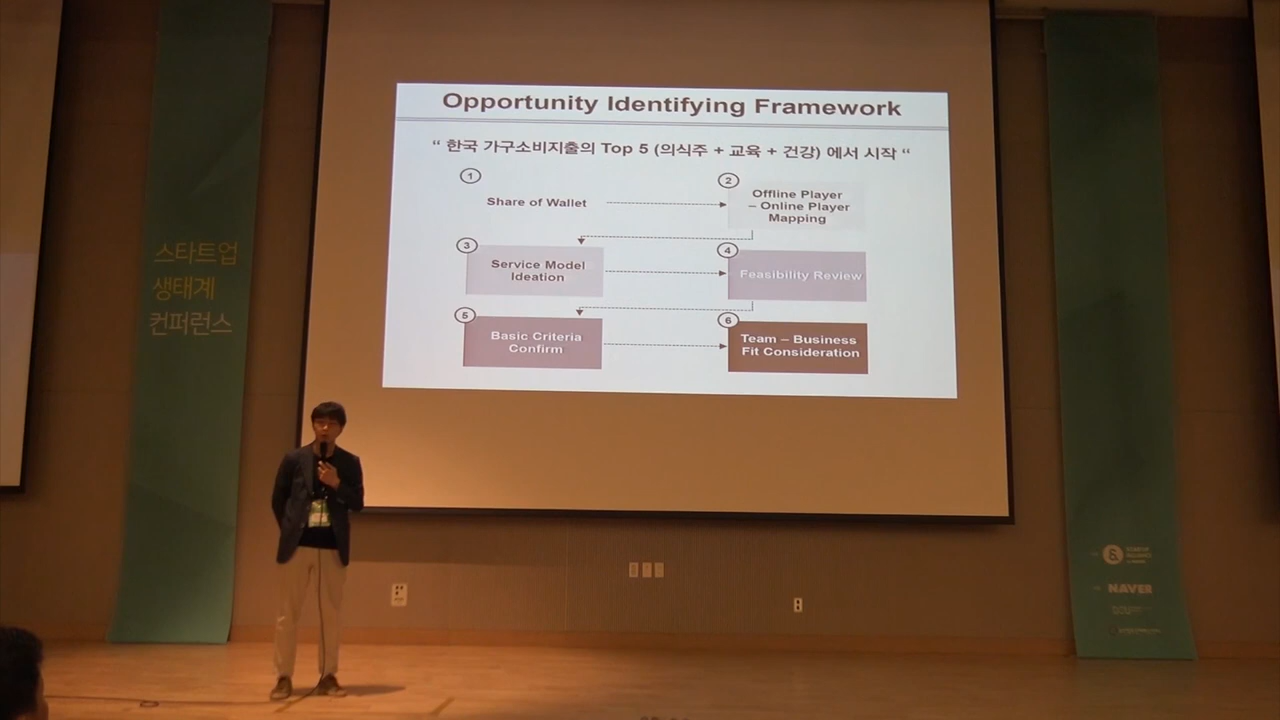 Opportunity Identifying Framework
“ 한국 가구소비지출의 Top 5 (의식주 + 교육 + 건강) 에서 시작 “
1
Share of Wallet
2
Offline Player
– Online Player
Mapping
3
Service Model
Ideation
4
Feasibility Review
5
Basic Criteria
Confirm
6
Team – Business
Fit Consideration
스타트업
생태계
컨퍼런스
NAVER